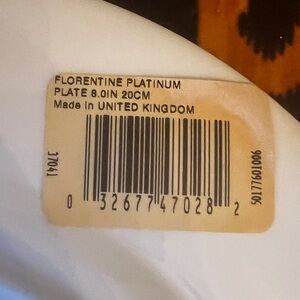 FLORENTINE PLATINUM
PLATE 8.0IN 20CM
Made In UNITED KINGDOM
37041
50177601006
0 32677 47028 2